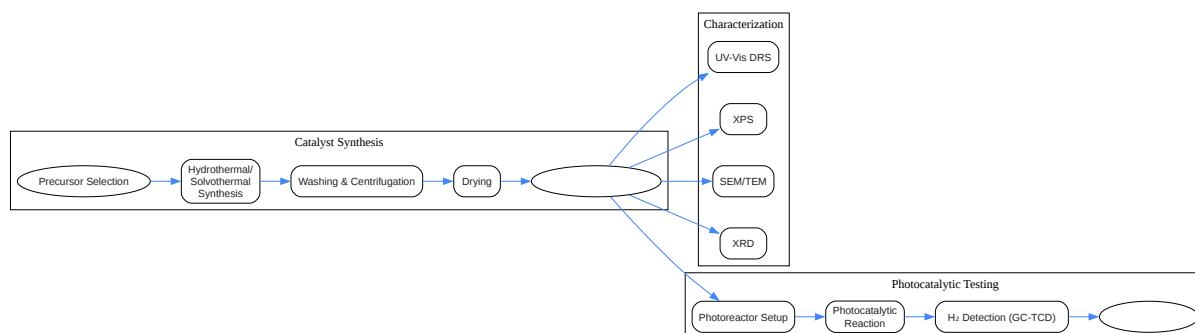 Catalyst Synthesis
Precursor Selection
Hydrothermal/
Solvothermal
Synthesis
Washing & Centrifugation
Drying
Characterization
UV-Vis DRS
XPS
SEM/TEM
XRD
Photocatalytic Testing
Photoreactor Setup
Photocatalytic
Reaction
H₂ Detection (GC-TCD)